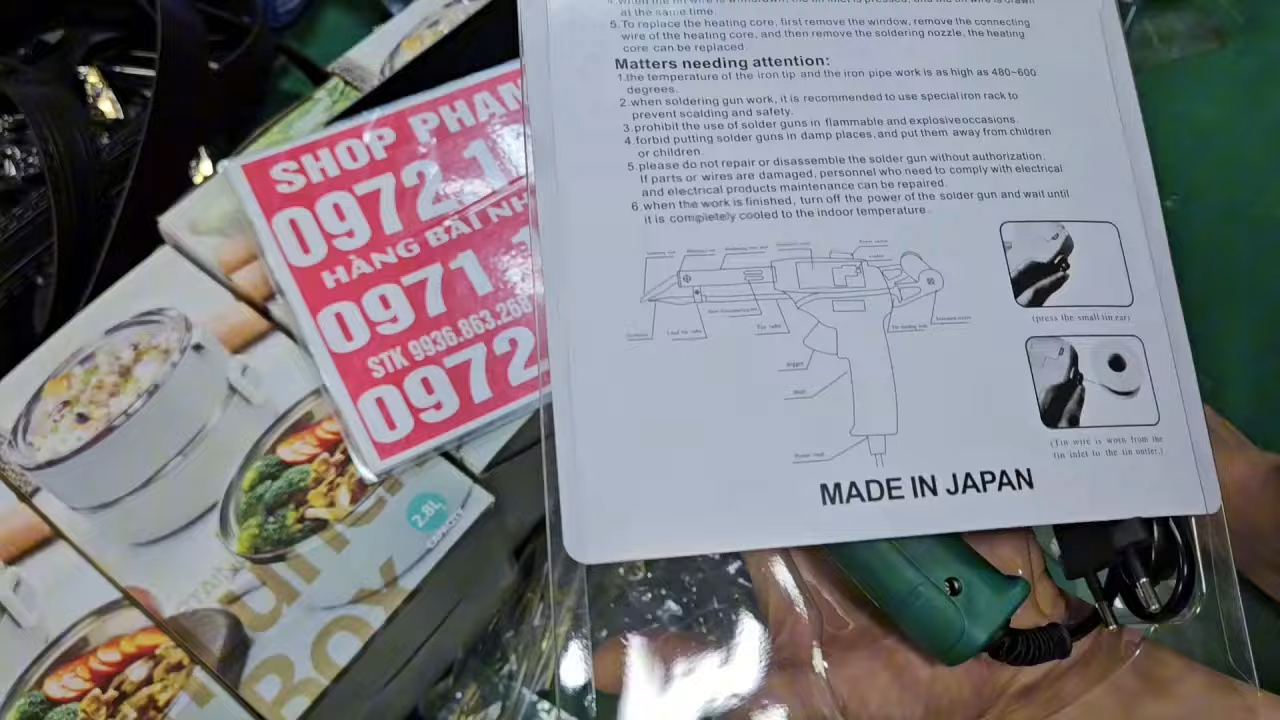 at the same time.
5.To replace the heating core, first remove the window, remove the connecting
wire of the heating core, and then remove the soldering nozzle, the heating
core can be replaced
Matters needing attention:
1.the temperature of the iron tip and the iron pipe work is as high as 480~600
degrees.
2.when soldering gun work, it is recommended to use special iron rack to
prevent scalding and safety.
3.prohibit the use of solder guns in flammable and explosive occasions.
4.forbid putting solder guns in damp places, and put them away from children
or children.
5.please do not repair or disassemble the solder gun without authorization.
If parts or wires are damaged, personnel who need to comply with electrical
and electrical products maintenance can be repaired.
6.when the work is finished, turn off the power of the solder gun and wait until
it is completely cooled to the indoor temperature.
(press the small tin ear)
(Tin wire is worn from the
tin inlet to the tin outlet.)
MADE IN JAPAN
SHOP PHAN
0972.1
HÀNG BÃI NH
0971 1
STK 9936.863.268
0972
2.8L
CAPACITY
BOX